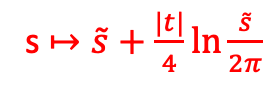 s ↦ s̃ + |t|/4 ln s̃/2π